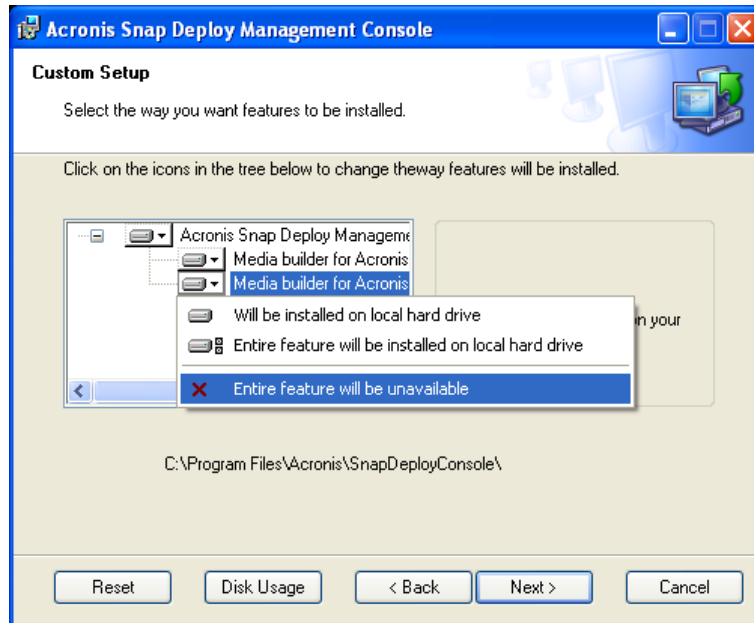 Acronis Snap Deploy Management Console
Custom Setup
Select the way you want features to be installed.
Click on the icons in the tree below to change theway features will be installed.
Acronis Snap Deploy Manageme
Media builder for Acronis
Media builder for Acronis
Will be installed on local hard drive
n your
Entire feature will be installed on local hard drive
Entire feature will be unavailable
C:\Program Files\Acronis\SnapDeployConsole\
Reset
Disk Usage
< Back
Next >
Cancel